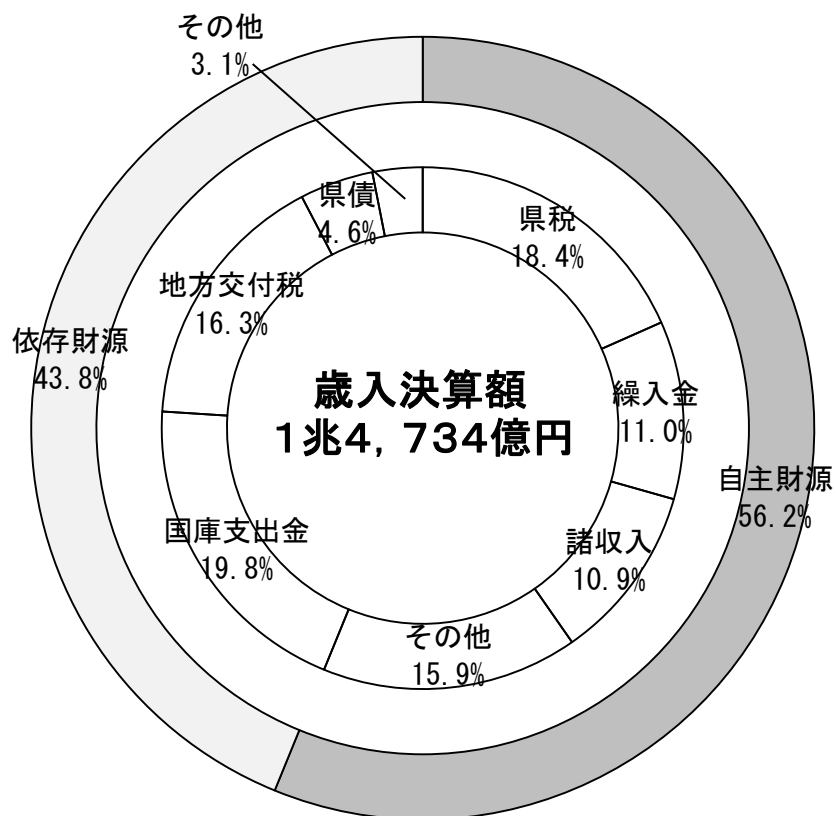 その他
3.1%
県債
4.6%
県税
18.4%
地方交付税
16.3%
依存財源
43.8%
歳入決算額
1兆4,734億円
繰入金
11.0%
自主財源
56.2%
国庫支出金
19.8%
諸収入
10.9%
その他
15.9%